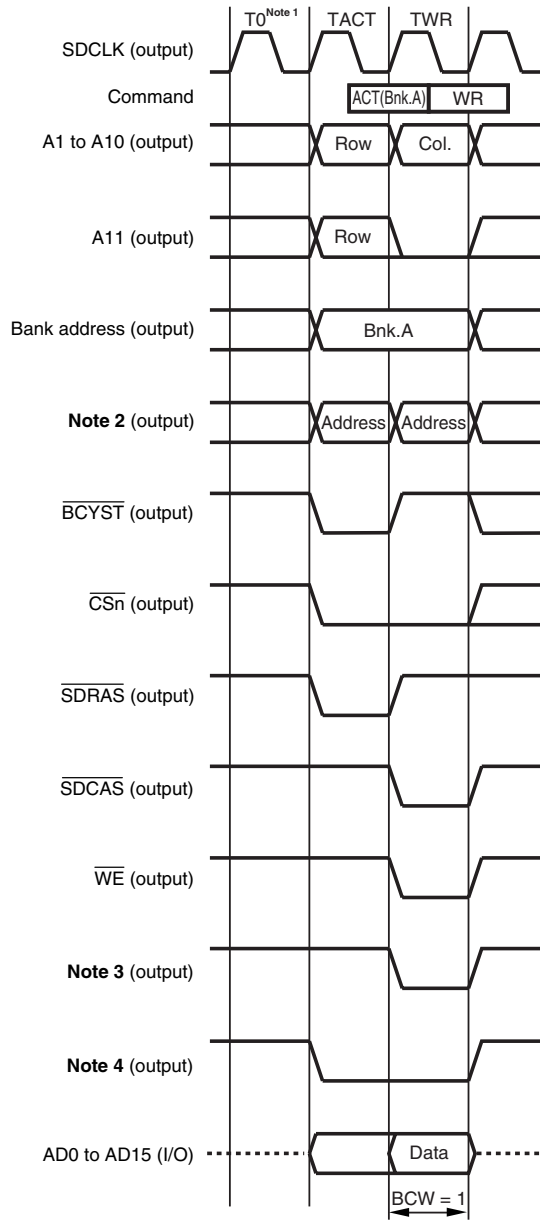 T0Note 1 TACT TWR
SDCLK (output)
Command ACT(Bnk.A) WR
A1 to A10 (output) Row Col.
A11 (output) Row
Bank address (output) Bnk.A
Note 2 (output) Address Address
BCYST (output)
CSn (output)
SDRAS (output)
SDCAS (output)
WE (output)
Note 3 (output)
Note 4 (output)
AD0 to AD15 (I/O) Data
BCW = 1